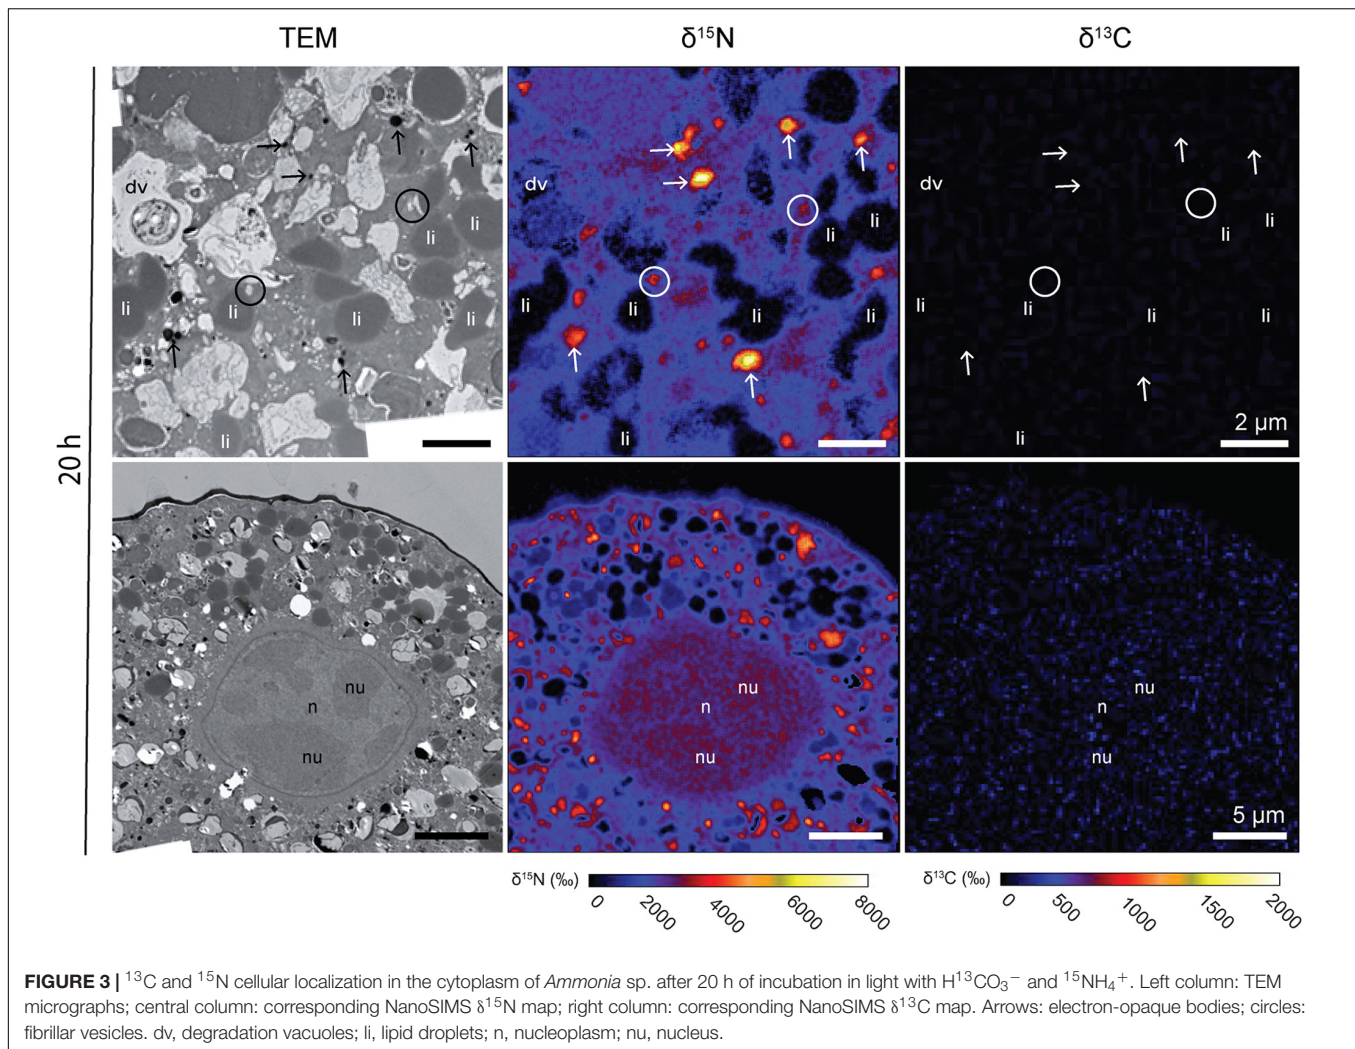 TEM
δ15N
δ13C
20 h
dv
li
li
li
li
li
li
dv
li
li
li
li
li
li
li
dv
li
li
li
li
li
li
li
2 µm
nu
n
nu
nu
n
nu
nu
n
nu
5 µm
δ15N (‰)
0
2000
4000
6000
8000
δ13C (‰)
0
500
1000
1500
2000
FIGURE 3 | 13C and 15N cellular localization in the cytoplasm of Ammonia sp. after 20 h of incubation in light with H13CO3− and 15NH4+. Left column: TEM
micrographs; central column: corresponding NanoSIMS δ15N map; right column: corresponding NanoSIMS δ13C map. Arrows: electron-opaque bodies; circles:
fibrillar vesicles. dv, degradation vacuoles; li, lipid droplets; n, nucleoplasm; nu, nucleus.